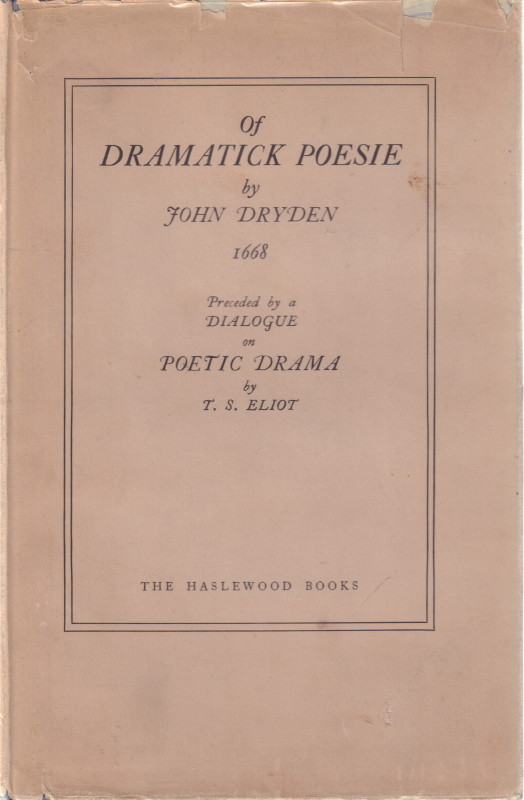 Of
DRAMATICK POESIE
by
JOHN DRYDEN
1668
Preceded by a
DIALOGUE
on
POETIC DRAMA
by
T. S. ELIOT
THE HASLEWOOD BOOKS